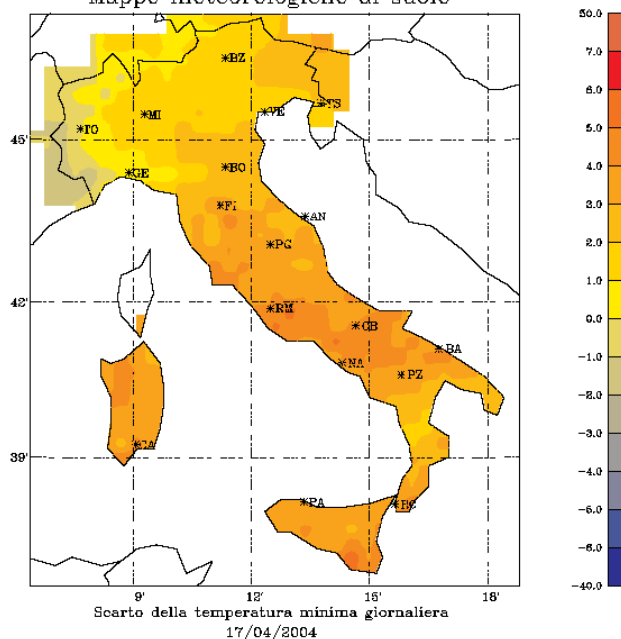 Mappe meteorologiche di suolo
50.0
7.0
6.0
5.0
4.0
3.0
2.0
1.0
0.0
-1.0
-2.0
-3.0
-4.0
-5.0
-6.0
-40.0
*BZ
*TS
*VE
*MI
*TO
*BO
*GE
*FI
*AN
*PG
*RM
*CB
*BA
*NA
*PZ
*CA
*PA
*RC
45'
42'
39'
9' 12' 15' 18'
Scarto della temperatura minima giornaliera
17/04/2004